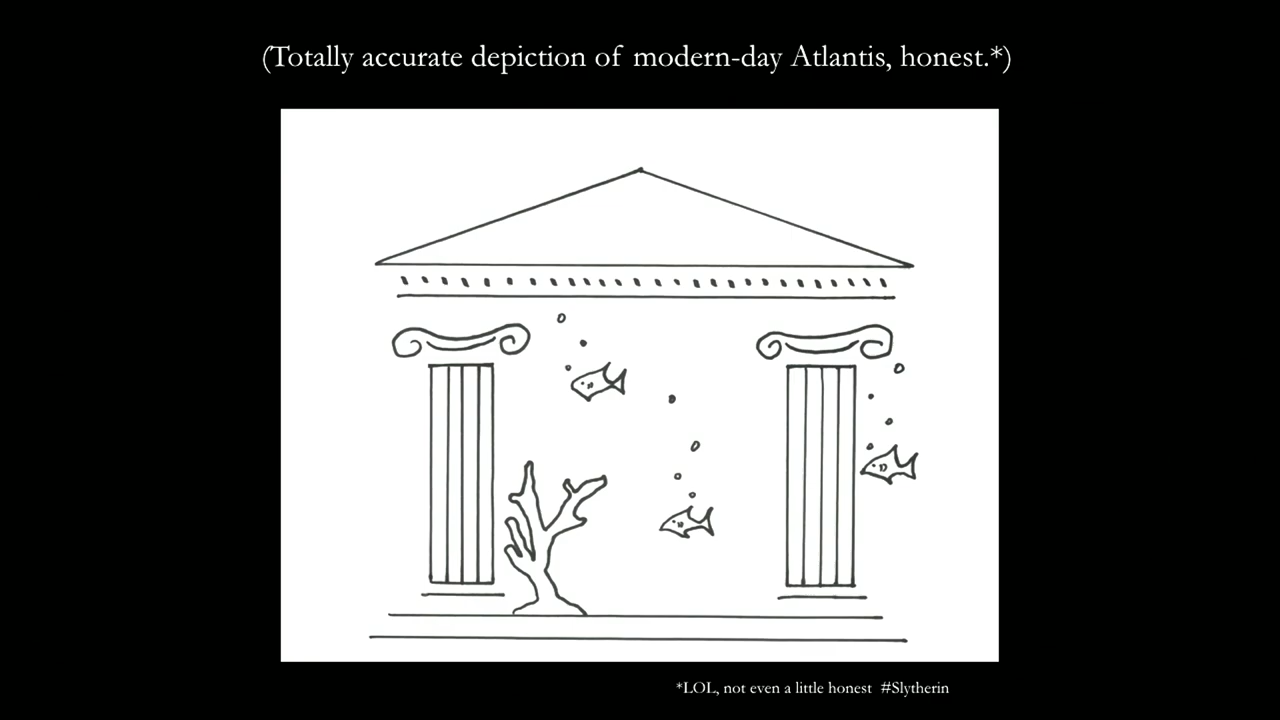 (Totally accurate depiction of modern-day Atlantis, honest.*)
*LOL, not even a little honest #Slytherin